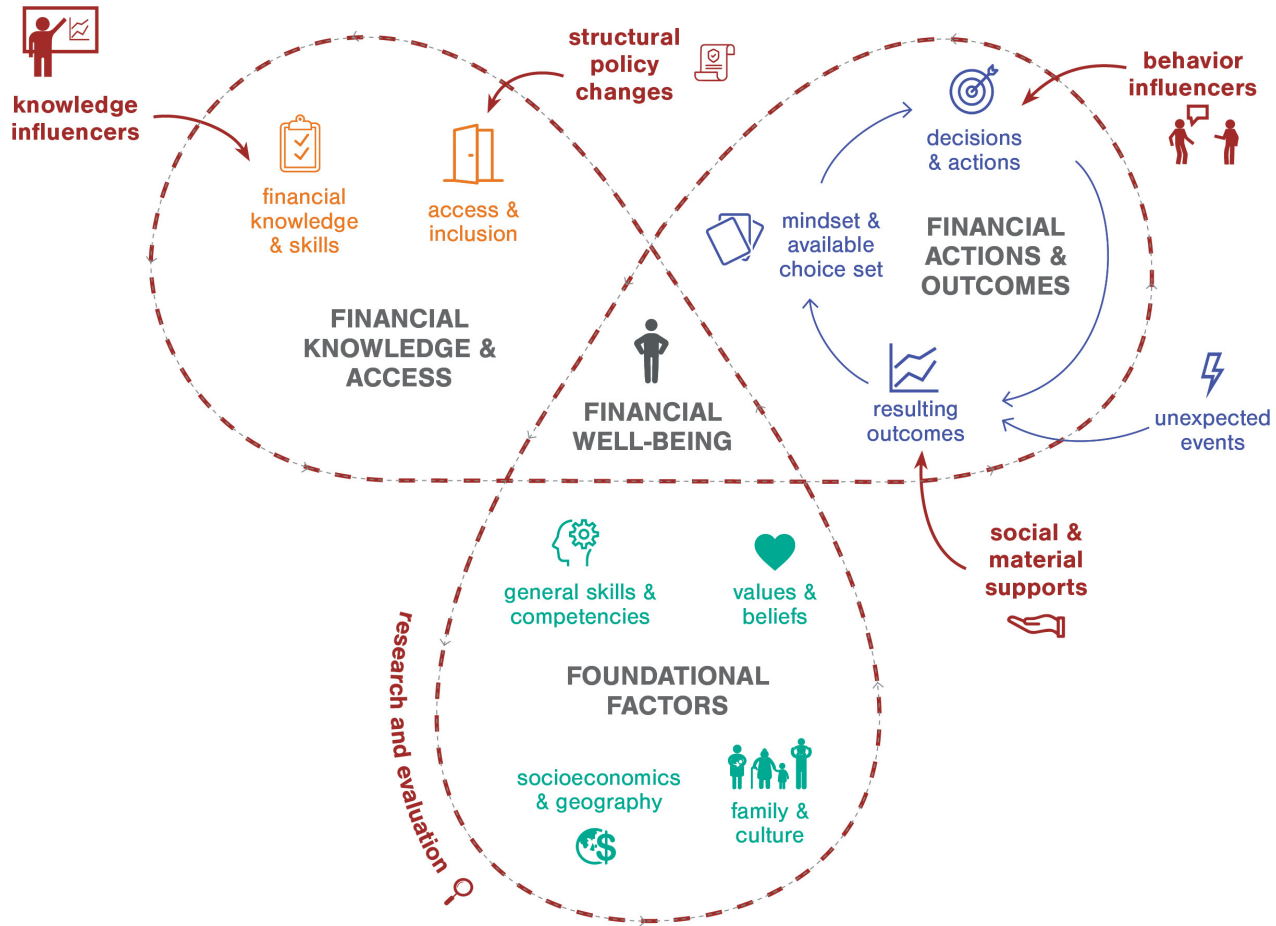 knowledge
influencers
structural
policy
changes
behavior
influencers
financial
knowledge
& skills
access &
inclusion
decisions
& actions
mindset &
available
choice set
FINANCIAL
ACTIONS &
OUTCOMES
FINANCIAL
KNOWLEDGE &
ACCESS
FINANCIAL
WELL-BEING
resulting
outcomes
unexpected
events
social &
material
supports
general skills &
competencies
values &
beliefs
FOUNDATIONAL
FACTORS
research and evaluation
socioeconomics
& geography
$
family &
culture